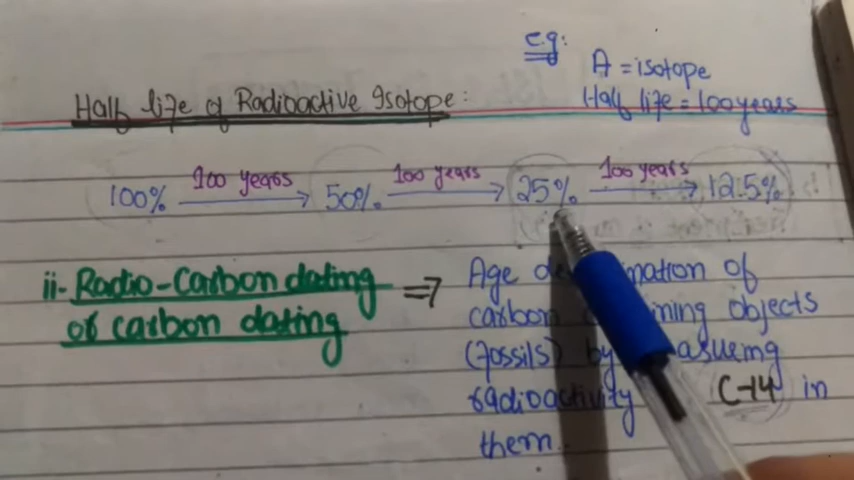 e.g:
A = isotope
Half life = 100 years
Half life of Radioactive Isotope:
100% 100 years 50% 100 years 25% 100 years 12.5%
ii- Radio-Carbon dating
or carbon dating
⇒ Age of
carbon objects
(fossils) by
radioactivity C-14 in
them.